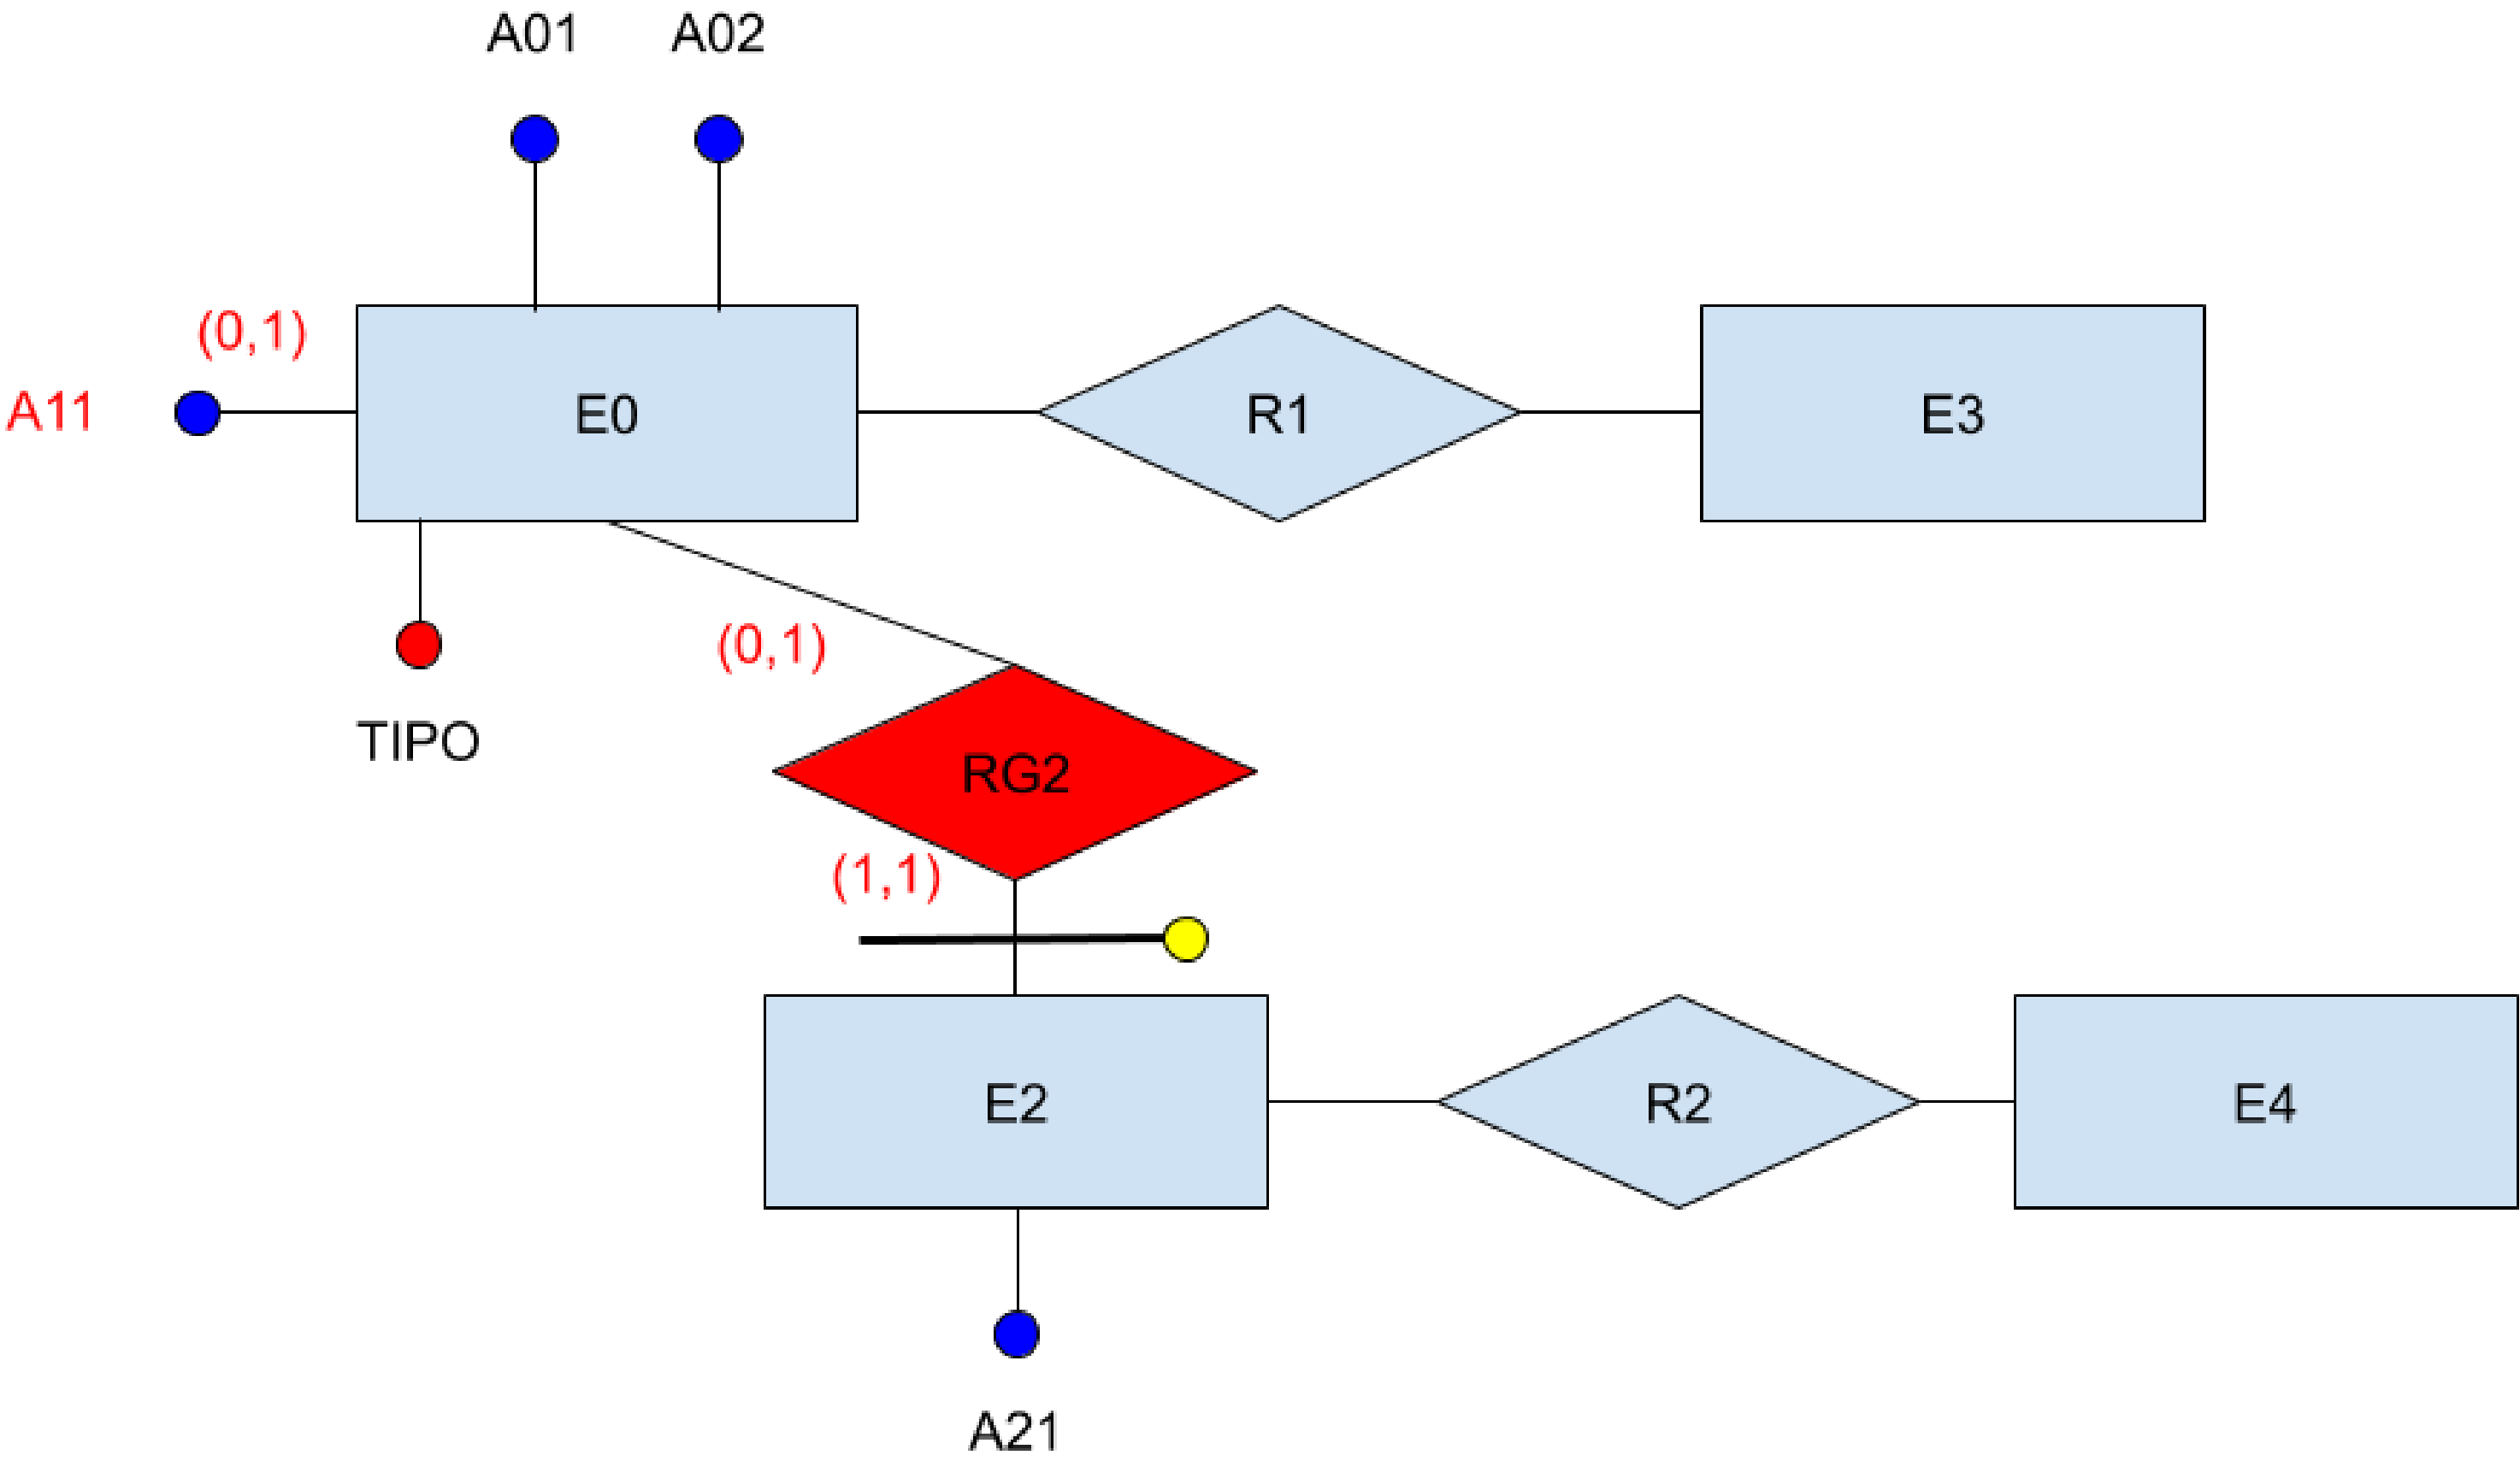 A01 A02
(0,1)
A11 E0 R1 E3
(0,1)
TIPO RG2
(1,1)
E2 R2 E4
A21